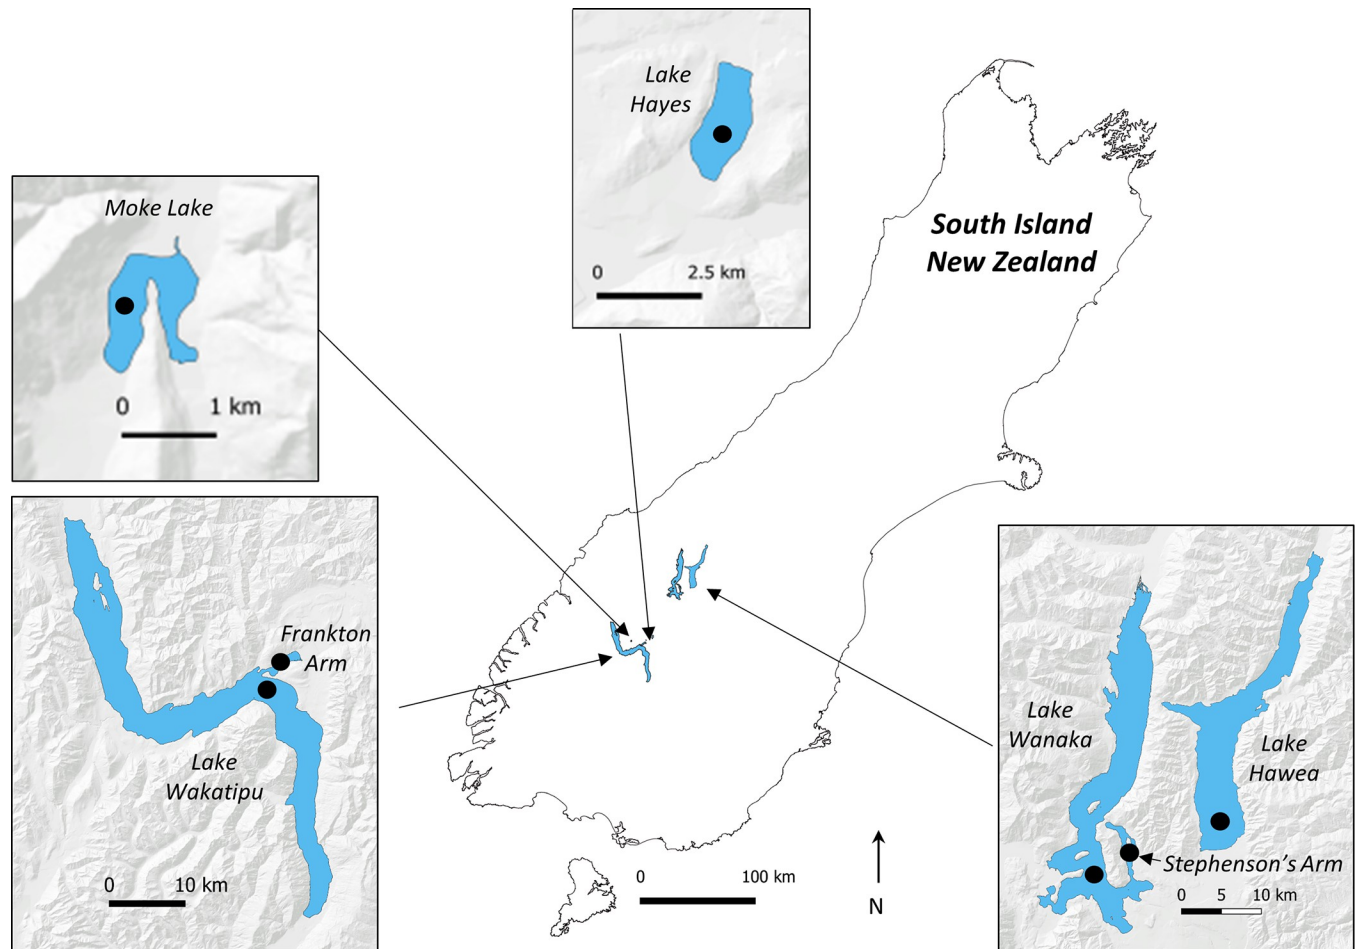 Lake
Hayes
0 2.5 km
South Island
New Zealand
Moke Lake
0 1 km
Frankton
Arm
Lake
Wakatipu
0 10 km
0 100 km
N
Lake
Wanaka
Lake
Hawea
Stephenson's Arm
0 5 10 km